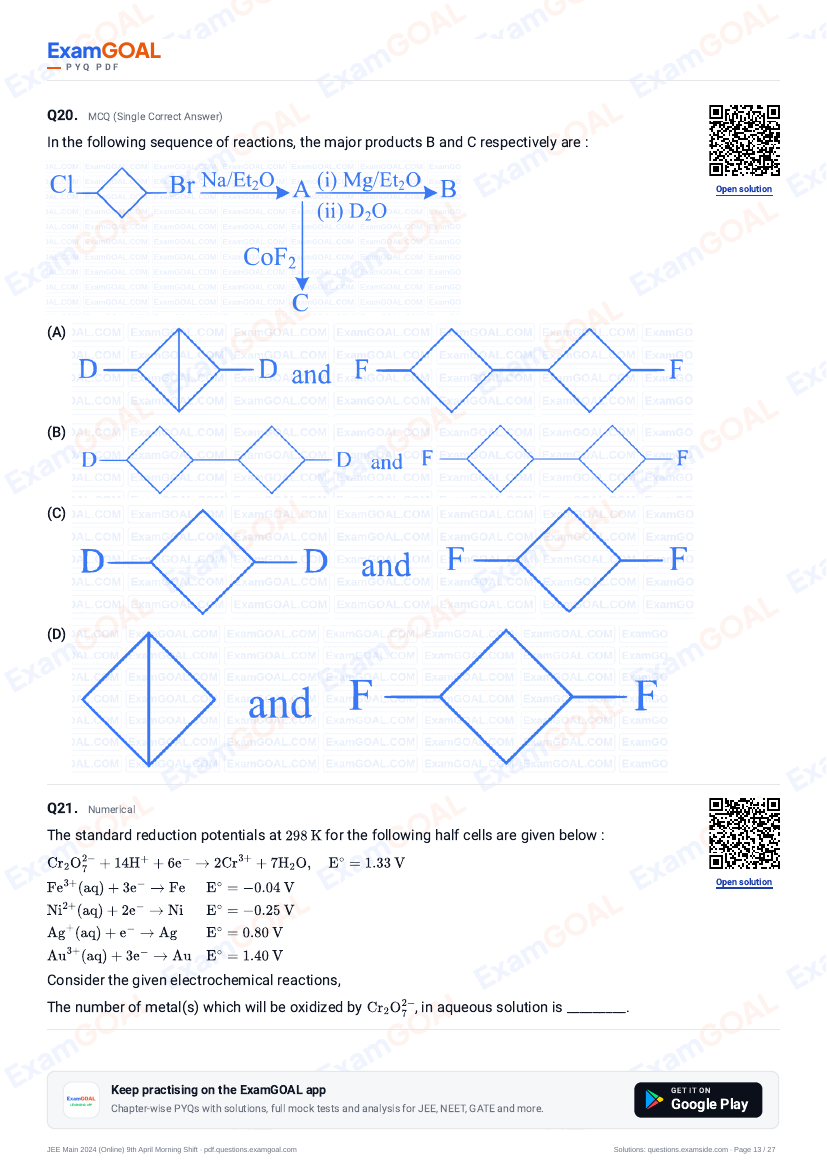 ExamGOAL
PYQ PDF
Q20. MCQ (Single Correct Answer)
In the following sequence of reactions, the major products B and C respectively are :
Open solution
Cl Br Na/Et₂O A (i) Mg/Et₂O B
(ii) D₂O
CoF₂
C
(A) D D and F F
(B) D D and F F
(C) D D and F F
(D) and F F
Q21. Numerical
The standard reduction potentials at 298 K for the following half cells are given below :
Cr₂O₇²⁻ + 14H⁺ + 6e⁻ → 2Cr³⁺ + 7H₂O, E° = 1.33 V
Open solution
Fe³⁺(aq) + 3e⁻ → Fe E° = −0.04 V
Ni²⁺(aq) + 2e⁻ → Ni E° = −0.25 V
Ag⁺(aq) + e⁻ → Ag E° = 0.80 V
Au³⁺(aq) + 3e⁻ → Au E° = 1.40 V
Consider the given electrochemical reactions,
The number of metal(s) which will be oxidized by Cr₂O₇²⁻, in aqueous solution is _________.
Keep practising on the ExamGOAL app
Chapter-wise PYQs with solutions, full mock tests and analysis for JEE, NEET, GATE and more.
GET IT ON
Google Play
JEE Main 2024 (Online) 9th April Morning Shift · pdf.questions.examgoal.com
Solutions: questions.examside.com · Page 13 / 27